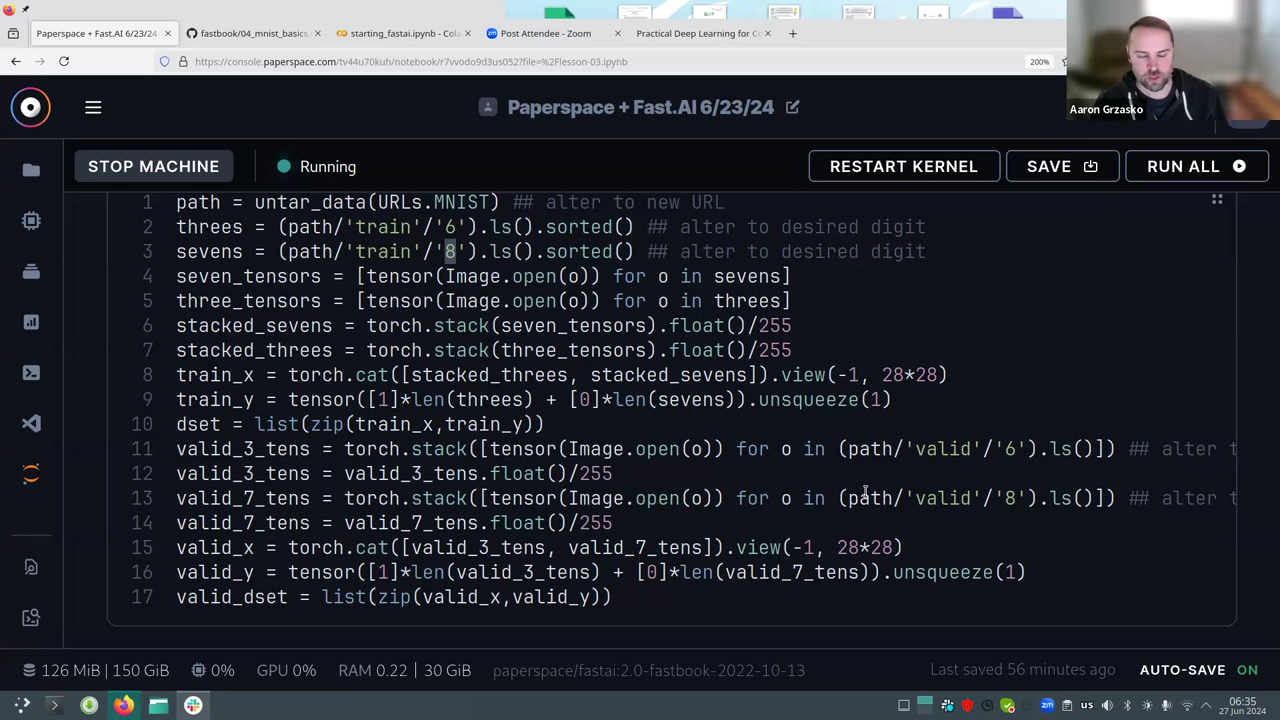 Paperspace + Fast.AI 6/23/24
fastbook/04_mnist_basics.
starting_fastai.ipynb - Cola
Post Attendee - Zoom
Practical Deep Learning for Co
https://console.paperspace.com/tv44u70kuh/notebook/r7vvodo9d3us052?file=%2Flesson-03.ipynb
200%
Aaron Grzasko
Paperspace + Fast.AI 6/23/24
STOP MACHINE
Running
RESTART KERNEL
SAVE
RUN ALL
1 path = untar_data(URLs.MNIST) ## alter to new URL
2 threes = (path/'train'/'6').ls().sorted() ## alter to desired digit
3 sevens = (path/'train'/'8').ls().sorted() ## alter to desired digit
4 seven_tensors = [tensor(Image.open(o)) for o in sevens]
5 three_tensors = [tensor(Image.open(o)) for o in threes]
6 stacked_sevens = torch.stack(seven_tensors).float()/255
7 stacked_threes = torch.stack(three_tensors).float()/255
8 train_x = torch.cat([stacked_threes, stacked_sevens]).view(-1, 28*28)
9 train_y = tensor([1]*len(threes) + [0]*len(sevens)).unsqueeze(1)
10 dset = list(zip(train_x,train_y))
11 valid_3_tens = torch.stack([tensor(Image.open(o)) for o in (path/'valid'/'6').ls()]) ## alter t
12 valid_3_tens = valid_3_tens.float()/255
13 valid_7_tens = torch.stack([tensor(Image.open(o)) for o in (path/'valid'/'8').ls()]) ## alter t
14 valid_7_tens = valid_7_tens.float()/255
15 valid_x = torch.cat([valid_3_tens, valid_7_tens]).view(-1, 28*28)
16 valid_y = tensor([1]*len(valid_3_tens) + [0]*len(valid_7_tens)).unsqueeze(1)
17 valid_dset = list(zip(valid_x,valid_y))
126 MiB | 150 GiB
0%
GPU 0%
RAM 0.22 | 30 GiB
paperspace/fastai:2.0-fastbook-2022-10-13
Last saved 56 minutes ago
AUTO-SAVE ON
zm
us
06:35
27 Jun 2024